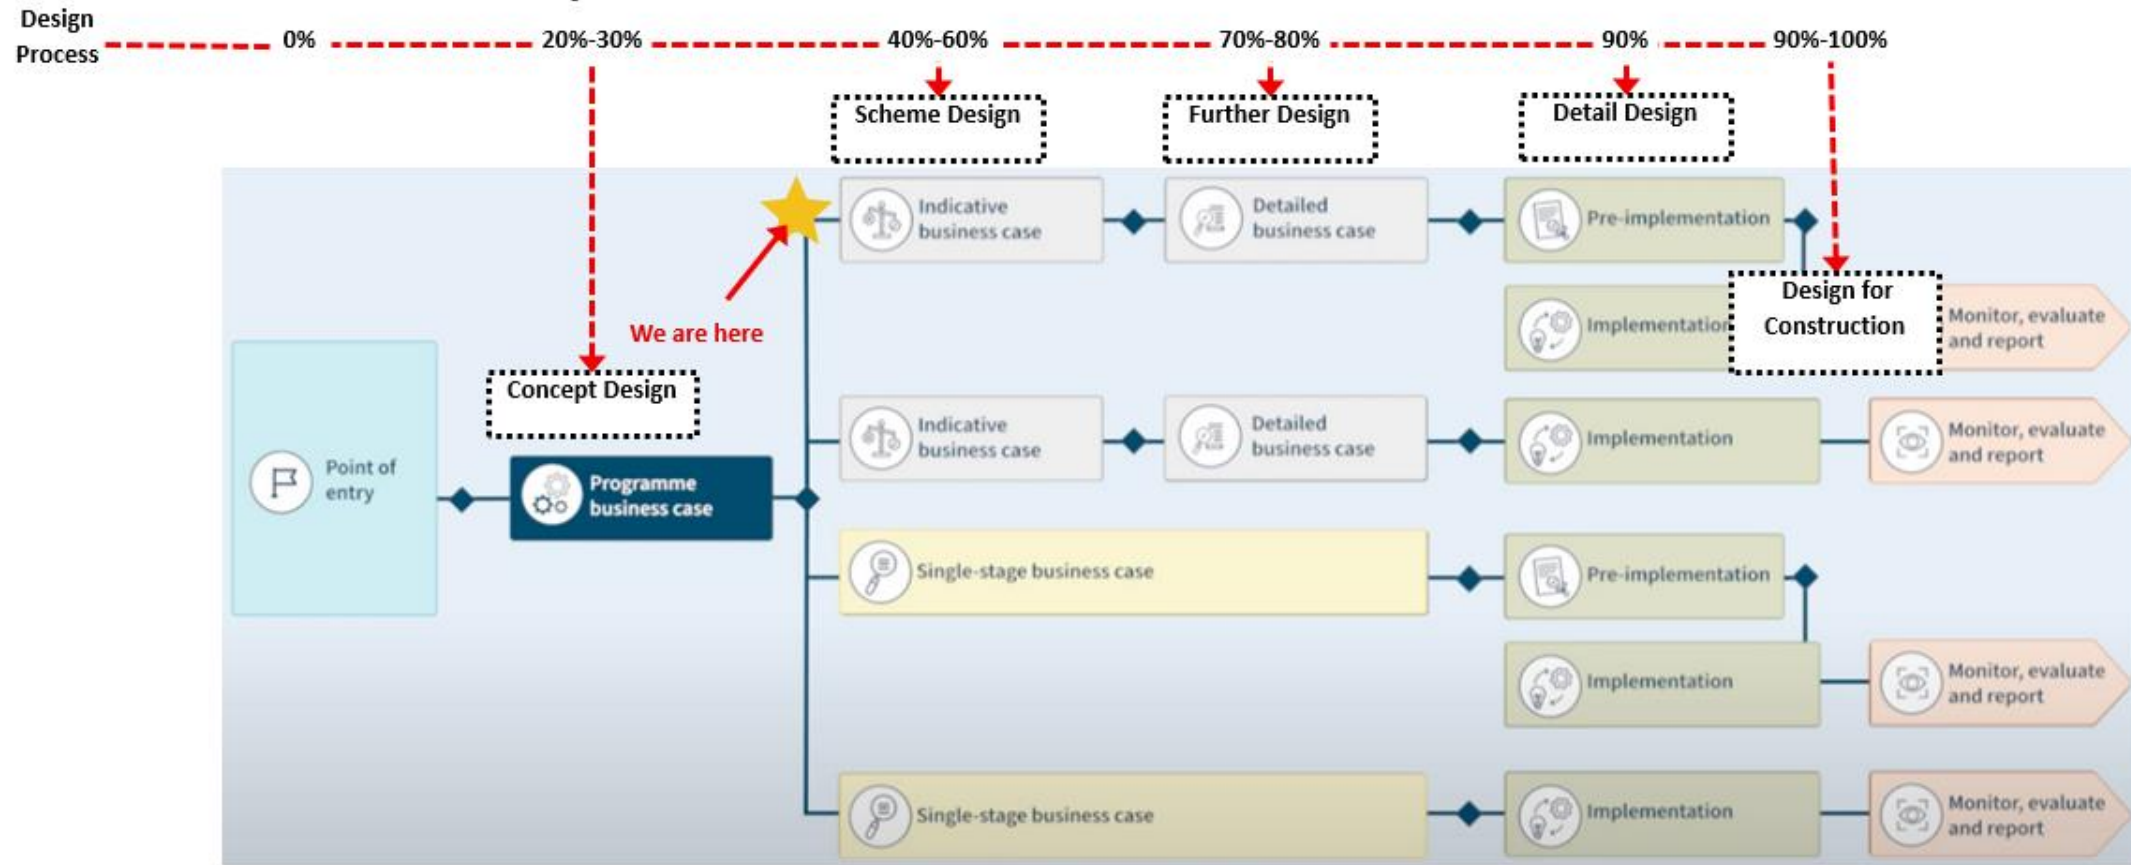 Design
Process
0%
20%-30%
40%-60%
70%-80%
90%
90%-100%
Scheme Design
Further Design
Detail Design
Indicative
business case
Detailed
business case
Pre-implementation
Design for
Construction
Implementation
Monitor, evaluate
and report
We are here
Concept Design
Point of
entry
Programme
business case
Indicative
business case
Detailed
business case
Implementation
Monitor, evaluate
and report
Single-stage business case
Pre-implementation
Implementation
Monitor, evaluate
and report
Single-stage business case
Implementation
Monitor, evaluate
and report